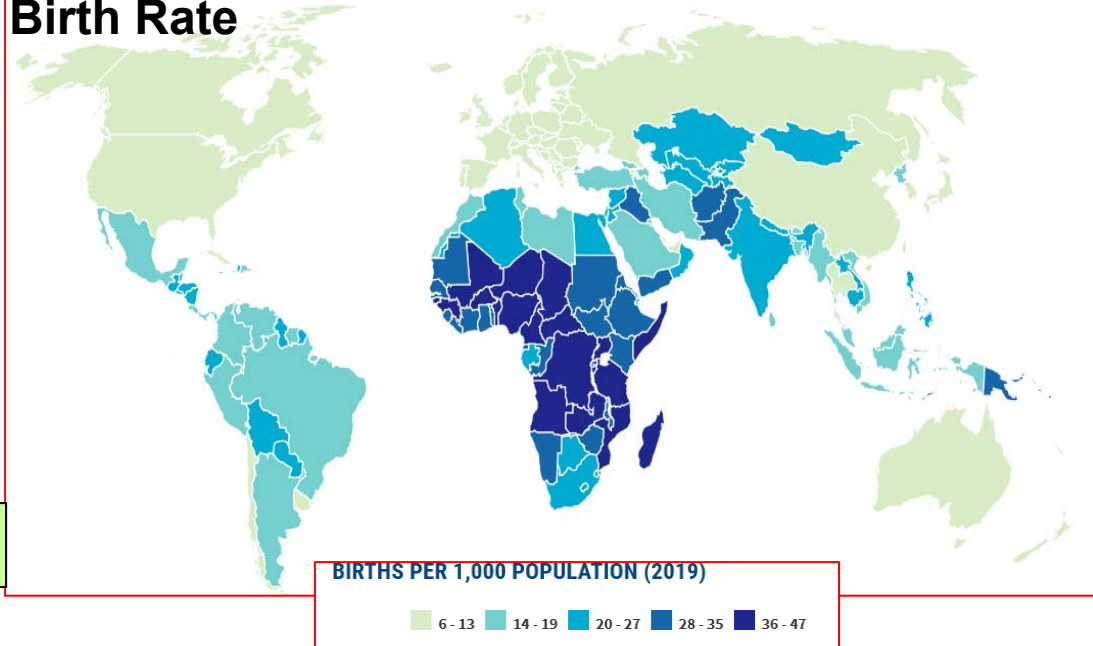 Birth Rate
BIRTHS PER 1,000 POPULATION (2019)
6 - 13 14 - 19 20 - 27 28 - 35 36 - 47